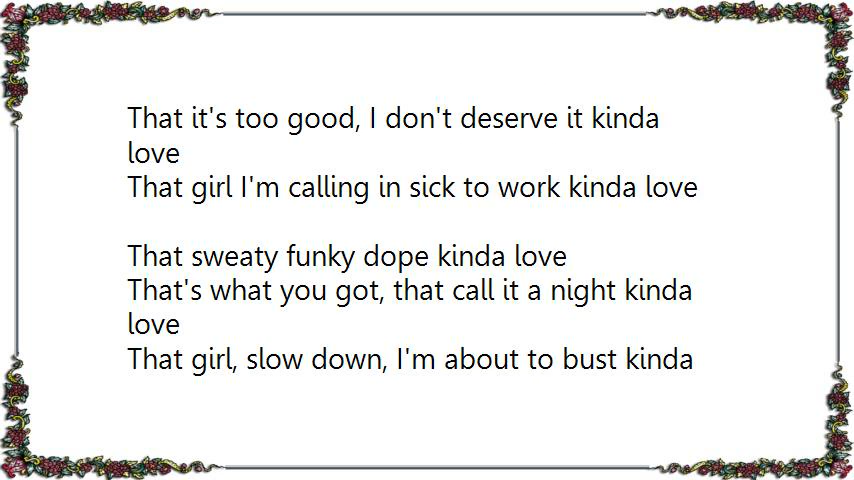 That it's too good, I don't deserve it kinda
love
That girl I'm calling in sick to work kinda love
That sweaty funky dope kinda love
That's what you got, that call it a night kinda
love
That girl, slow down, I'm about to bust kinda